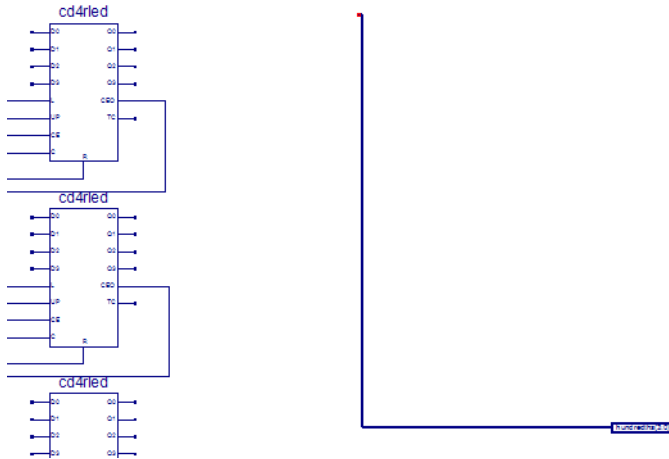 cd4rled
D0 Q0
D1 Q1
D2 Q2
D3 Q3
L CEO
UP TC
CE
C
R
cd4rled
D0 Q0
D1 Q1
D2 Q2
D3 Q3
L CEO
UP TC
CE
C
R
cd4rled
D0 Q0
D1 Q1
D2 Q2
D3 Q3